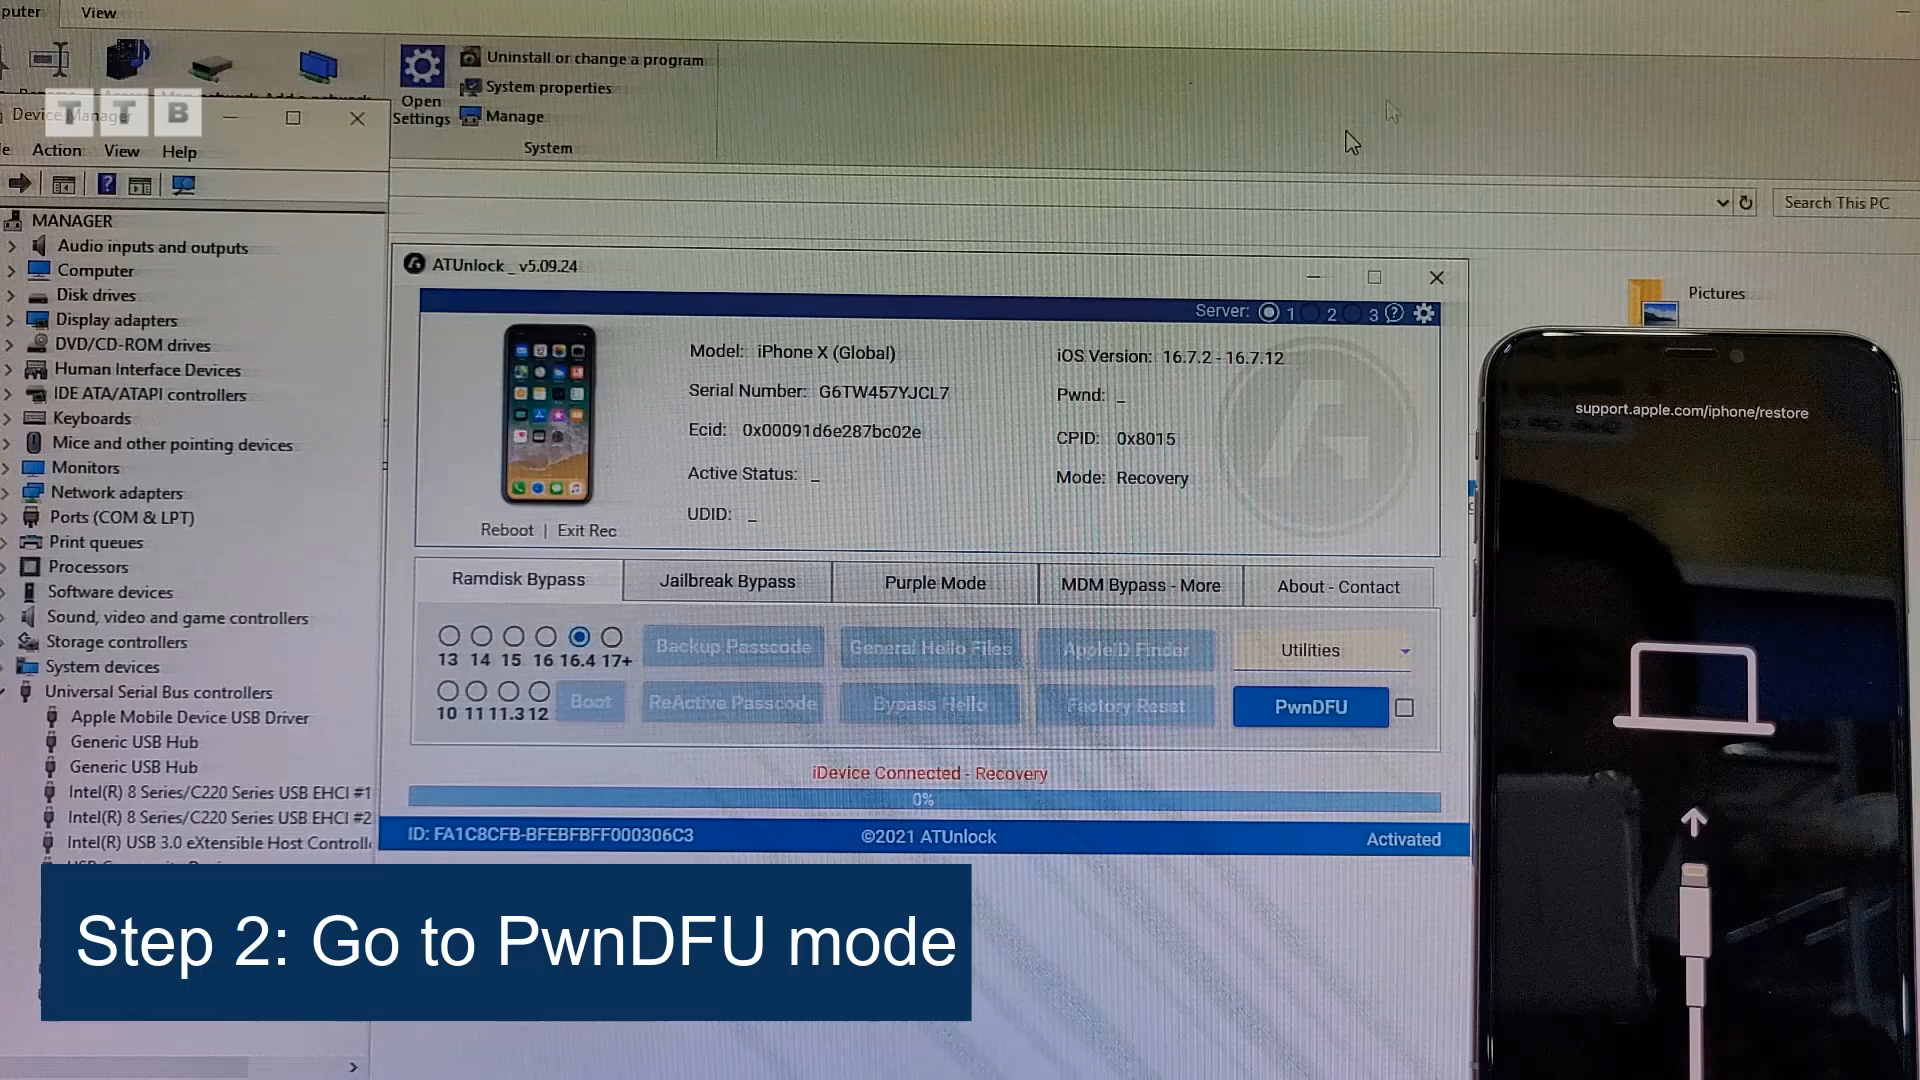 puter
View
Uninstall or change a program
System properties
Manage
Open
Settings
System
TTB
Device Manager
Action
View
Help
Search This PC
MANAGER
Audio inputs and outputs
Computer
Disk drives
Display adapters
DVD/CD-ROM drives
Human Interface Devices
IDE ATA/ATAPI controllers
Keyboards
Mice and other pointing devices
Monitors
Network adapters
Ports (COM & LPT)
Print queues
Processors
Software devices
Sound, video and game controllers
Storage controllers
System devices
Universal Serial Bus controllers
Apple Mobile Device USB Driver
Generic USB Hub
Generic USB Hub
Intel(R) 8 Series/C220 Series USB EHCI #1
Intel(R) 8 Series/C220 Series USB EHCI #2
Intel(R) USB 3.0 eXtensible Host Controll
ATUnlock _ v5.09.24
Server: 1 2 3
Model: iPhone X (Global)
iOS Version: 16.7.2 - 16.7.12
Serial Number: G6TW457YJCL7
Pwnd: _
Ecid: 0x00091d6e287bc02e
CPID: 0x8015
Active Status: _
Mode: Recovery
UDID: _
Reboot | Exit Rec
Ramdisk Bypass
Jailbreak Bypass
Purple Mode
MDM Bypass - More
About - Contact
13 14 15 16 16.4 17+
Backup Passcode
General Hello Files
AppleID Finder
Utilities
10 11 11.3 12
Boot
ReActive Passcode
Bypass Hello
Factory Reset
PwnDFU
iDevice Connected - Recovery
0%
ID: FA1C8CFB-BFEBFBFF000306C3
©2021 ATUnlock
Activated
Pictures
support.apple.com/iphone/restore
Step 2: Go to PwnDFU mode